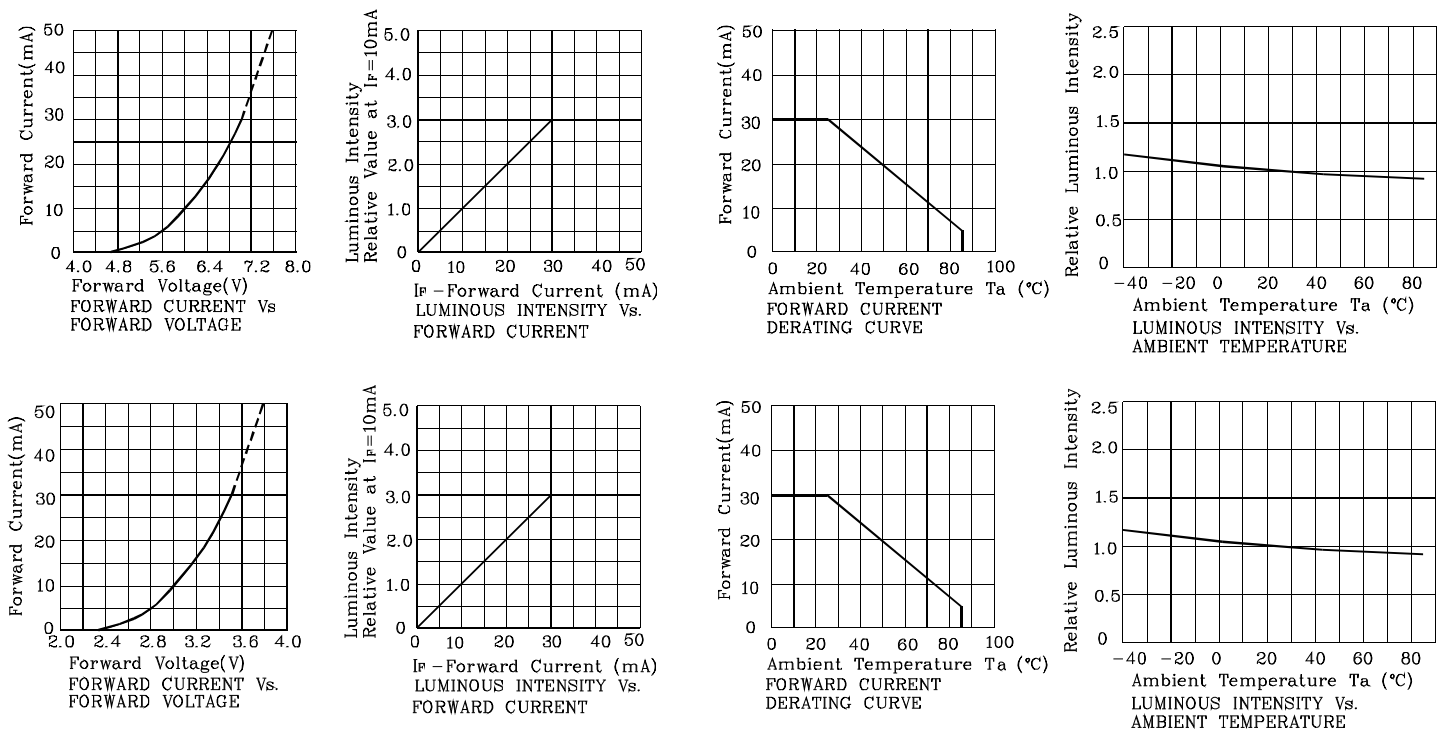 Forward Current(mA)
50
40
30
20
10
0
4.0 4.8 5.6 6.4 7.2 8.0
Forward Voltage(V)
FORWARD CURRENT Vs
FORWARD VOLTAGE
Luminous Intensity
Relative Value at IF=10mA
5.0
4.0
3.0
2.0
1.0
0
0 10 20 30 40 50
IF-Forward Current (mA)
LUMINOUS INTENSITY Vs.
FORWARD CURRENT
Forward Current(mA)
50
40
30
20
10
0
0 20 40 60 80 100
Ambient Temperature Ta (°C)
FORWARD CURRENT
DERATING CURVE
Relative Luminous Intensity
2.5
2.0
1.5
1.0
0.5
0
-40 -20 0 20 40 60 80
Ambient Temperature Ta (°C)
LUMINOUS INTENSITY Vs.
AMBIENT TEMPERATURE
Forward Current(mA)
50
40
30
20
10
0
2.0 2.4 2.8 3.2 3.6 4.0
Forward Voltage(V)
FORWARD CURRENT Vs.
FORWARD VOLTAGE
Luminous Intensity
Relative Value at IF=10mA
5.0
4.0
3.0
2.0
1.0
0
0 10 20 30 40 50
IF-Forward Current (mA)
LUMINOUS INTENSITY Vs.
FORWARD CURRENT
Forward Current(mA)
50
40
30
20
10
0
0 20 40 60 80 100
Ambient Temperature Ta (°C)
FORWARD CURRENT
DERATING CURVE
Relative Luminous Intensity
2.5
2.0
1.5
1.0
0.5
0
-40 -20 0 20 40 60 80
Ambient Temperature Ta (°C)
LUMINOUS INTENSITY Vs.
AMBIENT TEMPERATURE